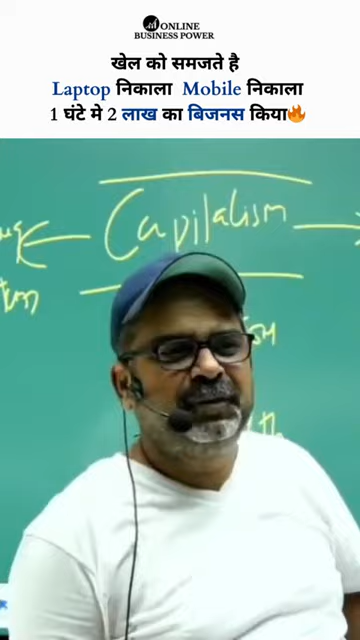 ONLINE
BUSINESS POWER
खेल को समजते है
Laptop निकाला Mobile निकाला
1 घंटे मे 2 लाख का बिजनस किया🔥
Capitalism